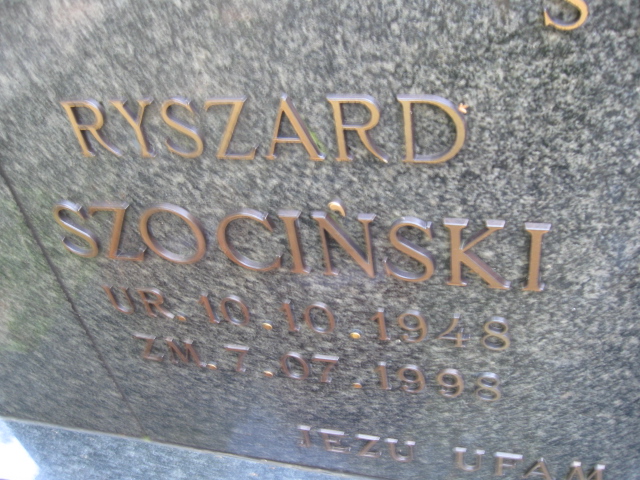 S
RYSZARD
SZOCIŃSKI
UR. 10.10.1948
ZM. 7.07.1998
JEZU UFAM